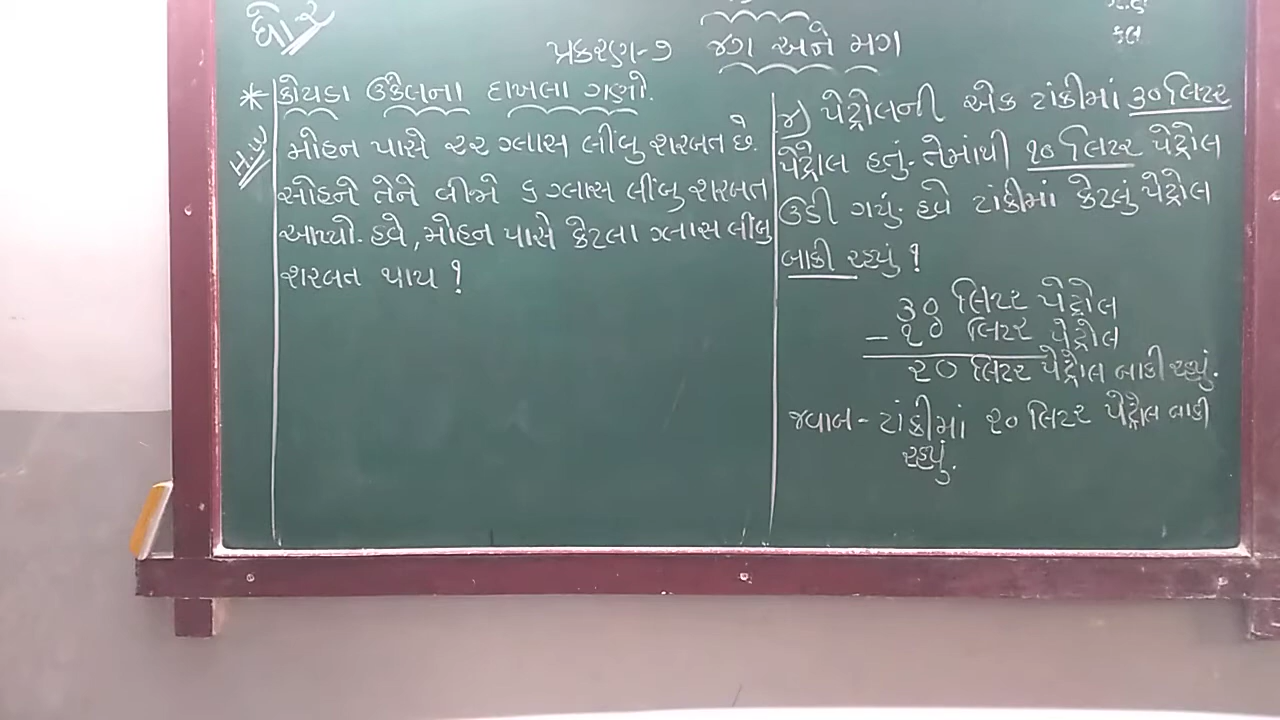 ધો-૨
પ્રકરણ-૭ જગ અને મગ
* કોયડા ઉકેલના દાખલા ગણો.
H.W
મોહન પાસે ૨૨ ગ્લાસ લીંબુ શરબત છે.
સોહને તેને બીજો ૬ ગ્લાસ લીંબુ શરબત
આપ્યો. હવે, મોહન પાસે કેટલા ગ્લાસ લીંબુ
શરબત થાય ?
૪) પેટ્રોલની એક ટાંકીમાં ૩૦ લિટર
પેટ્રોલ હતું. તેમાંથી ૧૦ લિટર પેટ્રોલ
ઉડી ગયું. હવે ટાંકીમાં કેટલું પેટ્રોલ
બાકી રહ્યું ?
૩૦ લિટર પેટ્રોલ
- ૧૦ લિટર પેટ્રોલ
૨૦ લિટર પેટ્રોલ બાકી રહ્યું.
જવાબ - ટાંકીમાં ૨૦ લિટર પેટ્રોલ બાકી
રહ્યું.